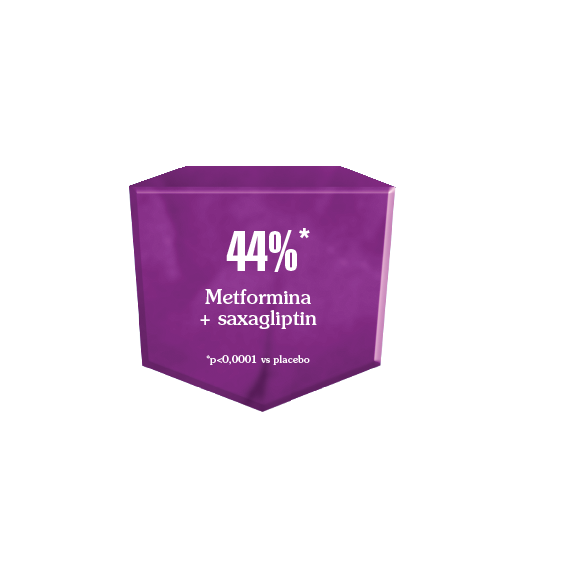 44%*
Metformina
+ saxagliptin
*p<0,0001 vs placebo